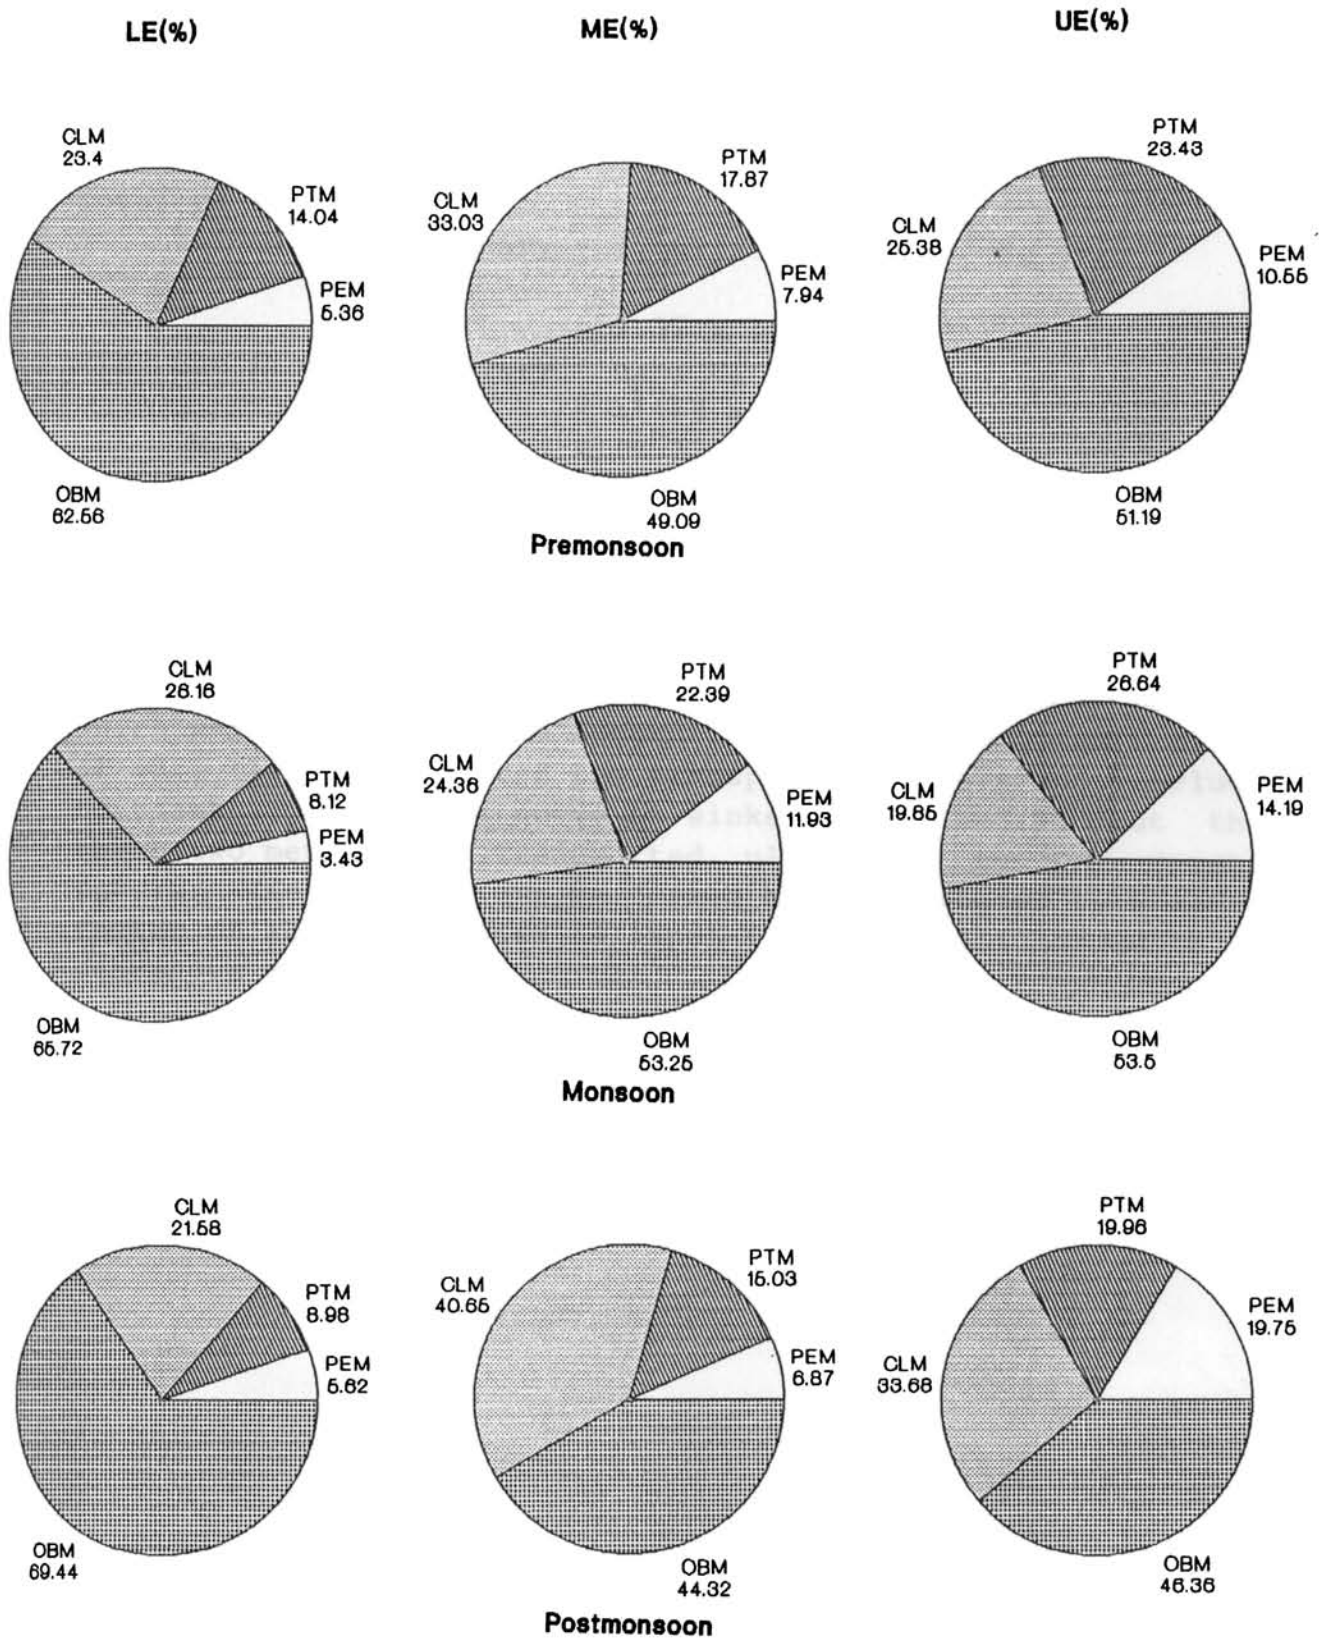 LE(%)
ME(%)
UE(%)
CLM
23.4
PTM
14.04
PEM
5.36
OBM
62.56
CLM
33.03
PTM
17.87
PEM
7.94
OBM
49.09
CLM
25.38
PTM
23.43
PEM
10.55
OBM
51.19
Premonsoon
CLM
26.16
PTM
8.12
PEM
3.43
OBM
65.72
CLM
24.36
PTM
22.39
PEM
11.93
OBM
53.25
CLM
19.85
PTM
26.64
PEM
14.19
OBM
53.5
Monsoon
CLM
21.58
PTM
8.98
PEM
5.62
OBM
69.44
CLM
40.65
PTM
15.03
PEM
6.87
OBM
44.32
CLM
33.68
PTM
19.96
PEM
19.75
OBM
46.36
Postmonsoon